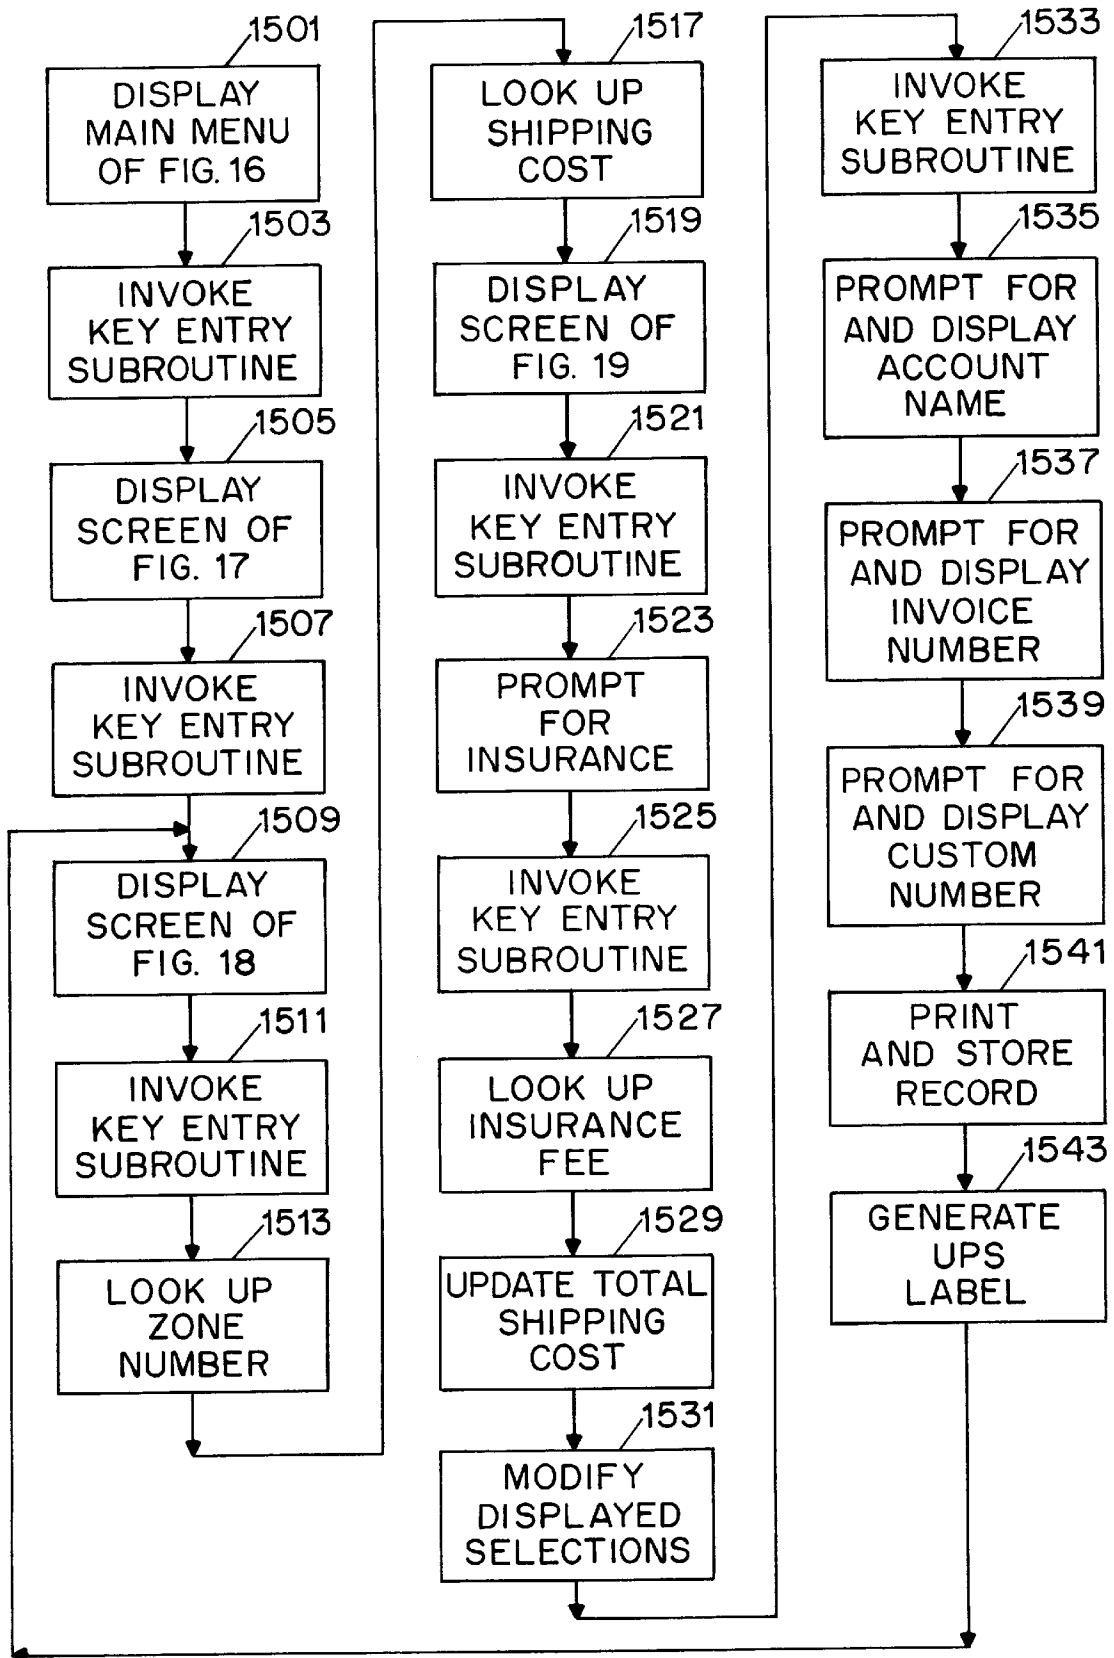 1501
DISPLAY
MAIN MENU
OF FIG. 16
1503
INVOKE
KEY ENTRY
SUBROUTINE
1505
DISPLAY
SCREEN OF
FIG. 17
1507
INVOKE
KEY ENTRY
SUBROUTINE
1509
DISPLAY
SCREEN OF
FIG. 18
1511
INVOKE
KEY ENTRY
SUBROUTINE
1513
LOOK UP
ZONE
NUMBER
1517
LOOK UP
SHIPPING
COST
1519
DISPLAY
SCREEN OF
FIG. 19
1521
INVOKE
KEY ENTRY
SUBROUTINE
1523
PROMPT
FOR
INSURANCE
1525
INVOKE
KEY ENTRY
SUBROUTINE
1527
LOOK UP
INSURANCE
FEE
1529
UPDATE TOTAL
SHIPPING
COST
1531
MODIFY
DISPLAYED
SELECTIONS
1533
INVOKE
KEY ENTRY
SUBROUTINE
1535
PROMPT FOR
AND DISPLAY
ACCOUNT
NAME
1537
PROMPT FOR
AND DISPLAY
INVOICE
NUMBER
1539
PROMPT FOR
AND DISPLAY
CUSTOM
NUMBER
1541
PRINT
AND STORE
RECORD
1543
GENERATE
UPS
LABEL